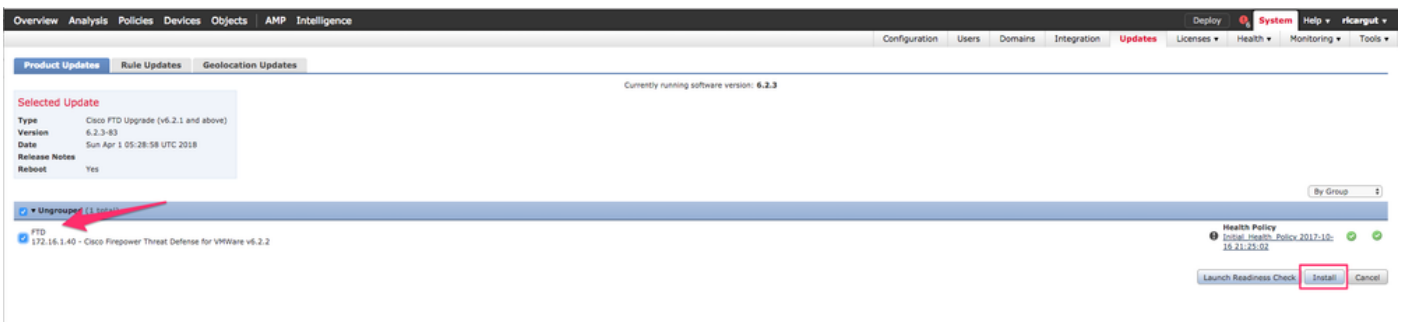 Overview Analysis Policies Devices Objects AMP Intelligence Deploy 6 System Help ricargut
Configuration Users Domains Integration Updates Licenses Health Monitoring Tools
Product Updates Rule Updates Geolocation Updates
Currently running software version: 6.2.3
Selected Update
Type Cisco FTD Upgrade (v6.2.1 and above)
Version 6.2.3-83
Date Sun Apr 1 05:28:58 UTC 2018
Release Notes
Reboot Yes
By Group
Ungrouped (1 total)
FTD
172.16.1.40 - Cisco Firepower Threat Defense for VMWare v6.2.2
Health Policy
Initial_Health_Policy 2017-10-
16 21:25:02
Launch Readiness Check Install Cancel